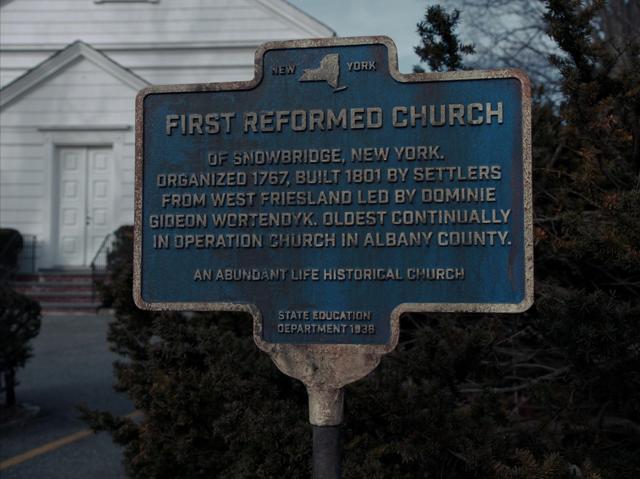 NEW YORK
FIRST REFORMED CHURCH
OF SNOWBRIDGE, NEW YORK.
ORGANIZED 1767, BUILT 1801 BY SETTLERS
FROM WEST FRIESLAND LED BY DOMINIE
GIDEON WORTENDYK. OLDEST CONTINUALLY
IN OPERATION CHURCH IN ALBANY COUNTY.
AN ABUNDANT LIFE HISTORICAL CHURCH
STATE EDUCATION
DEPARTMENT 1938